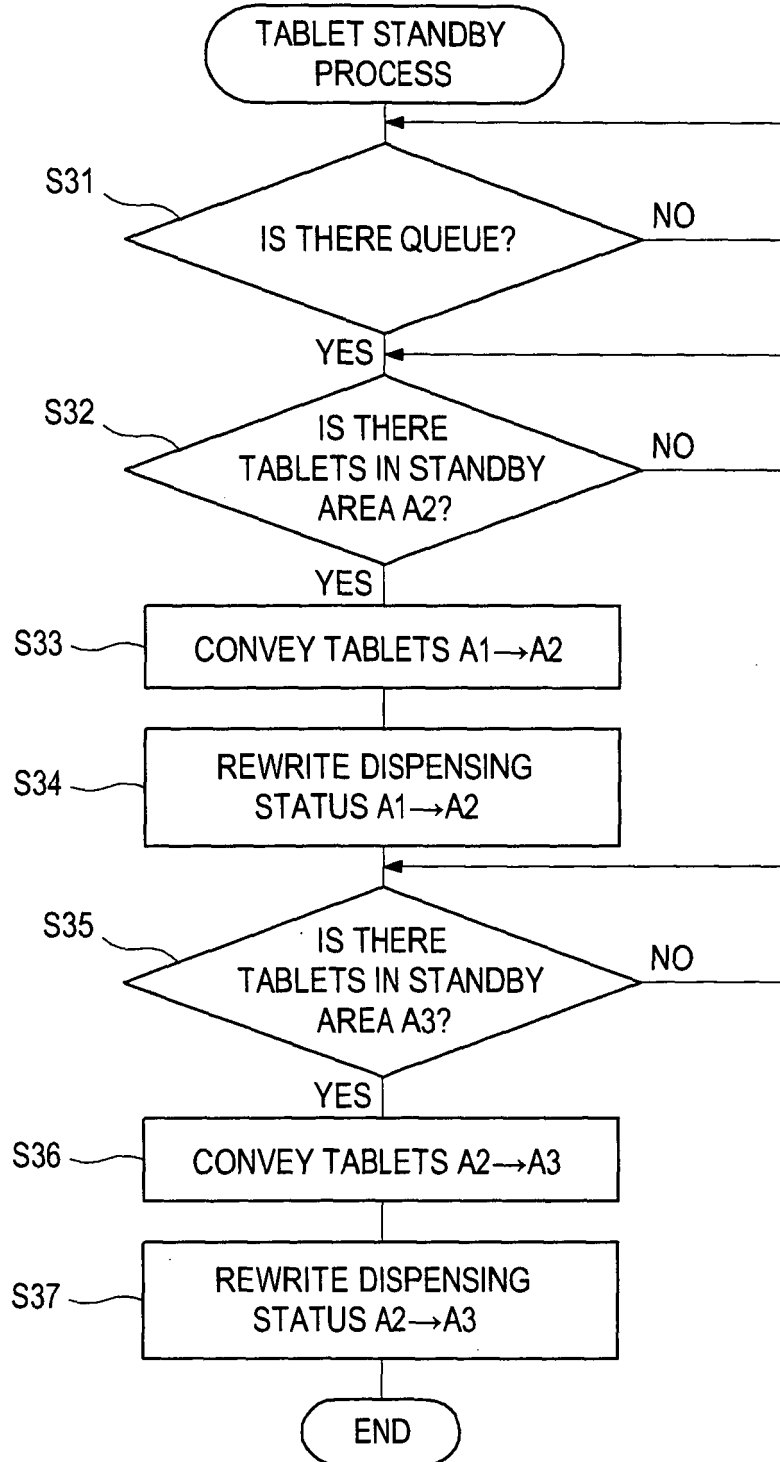 TABLET STANDBY
PROCESS
S31
IS THERE QUEUE?
NO
YES
S32
IS THERE
TABLETS IN STANDBY
AREA A2?
NO
YES
S33
CONVEY TABLETS A1→A2
S34
REWRITE DISPENSING
STATUS A1→A2
S35
IS THERE
TABLETS IN STANDBY
AREA A3?
NO
YES
S36
CONVEY TABLETS A2→A3
S37
REWRITE DISPENSING
STATUS A2→A3
END